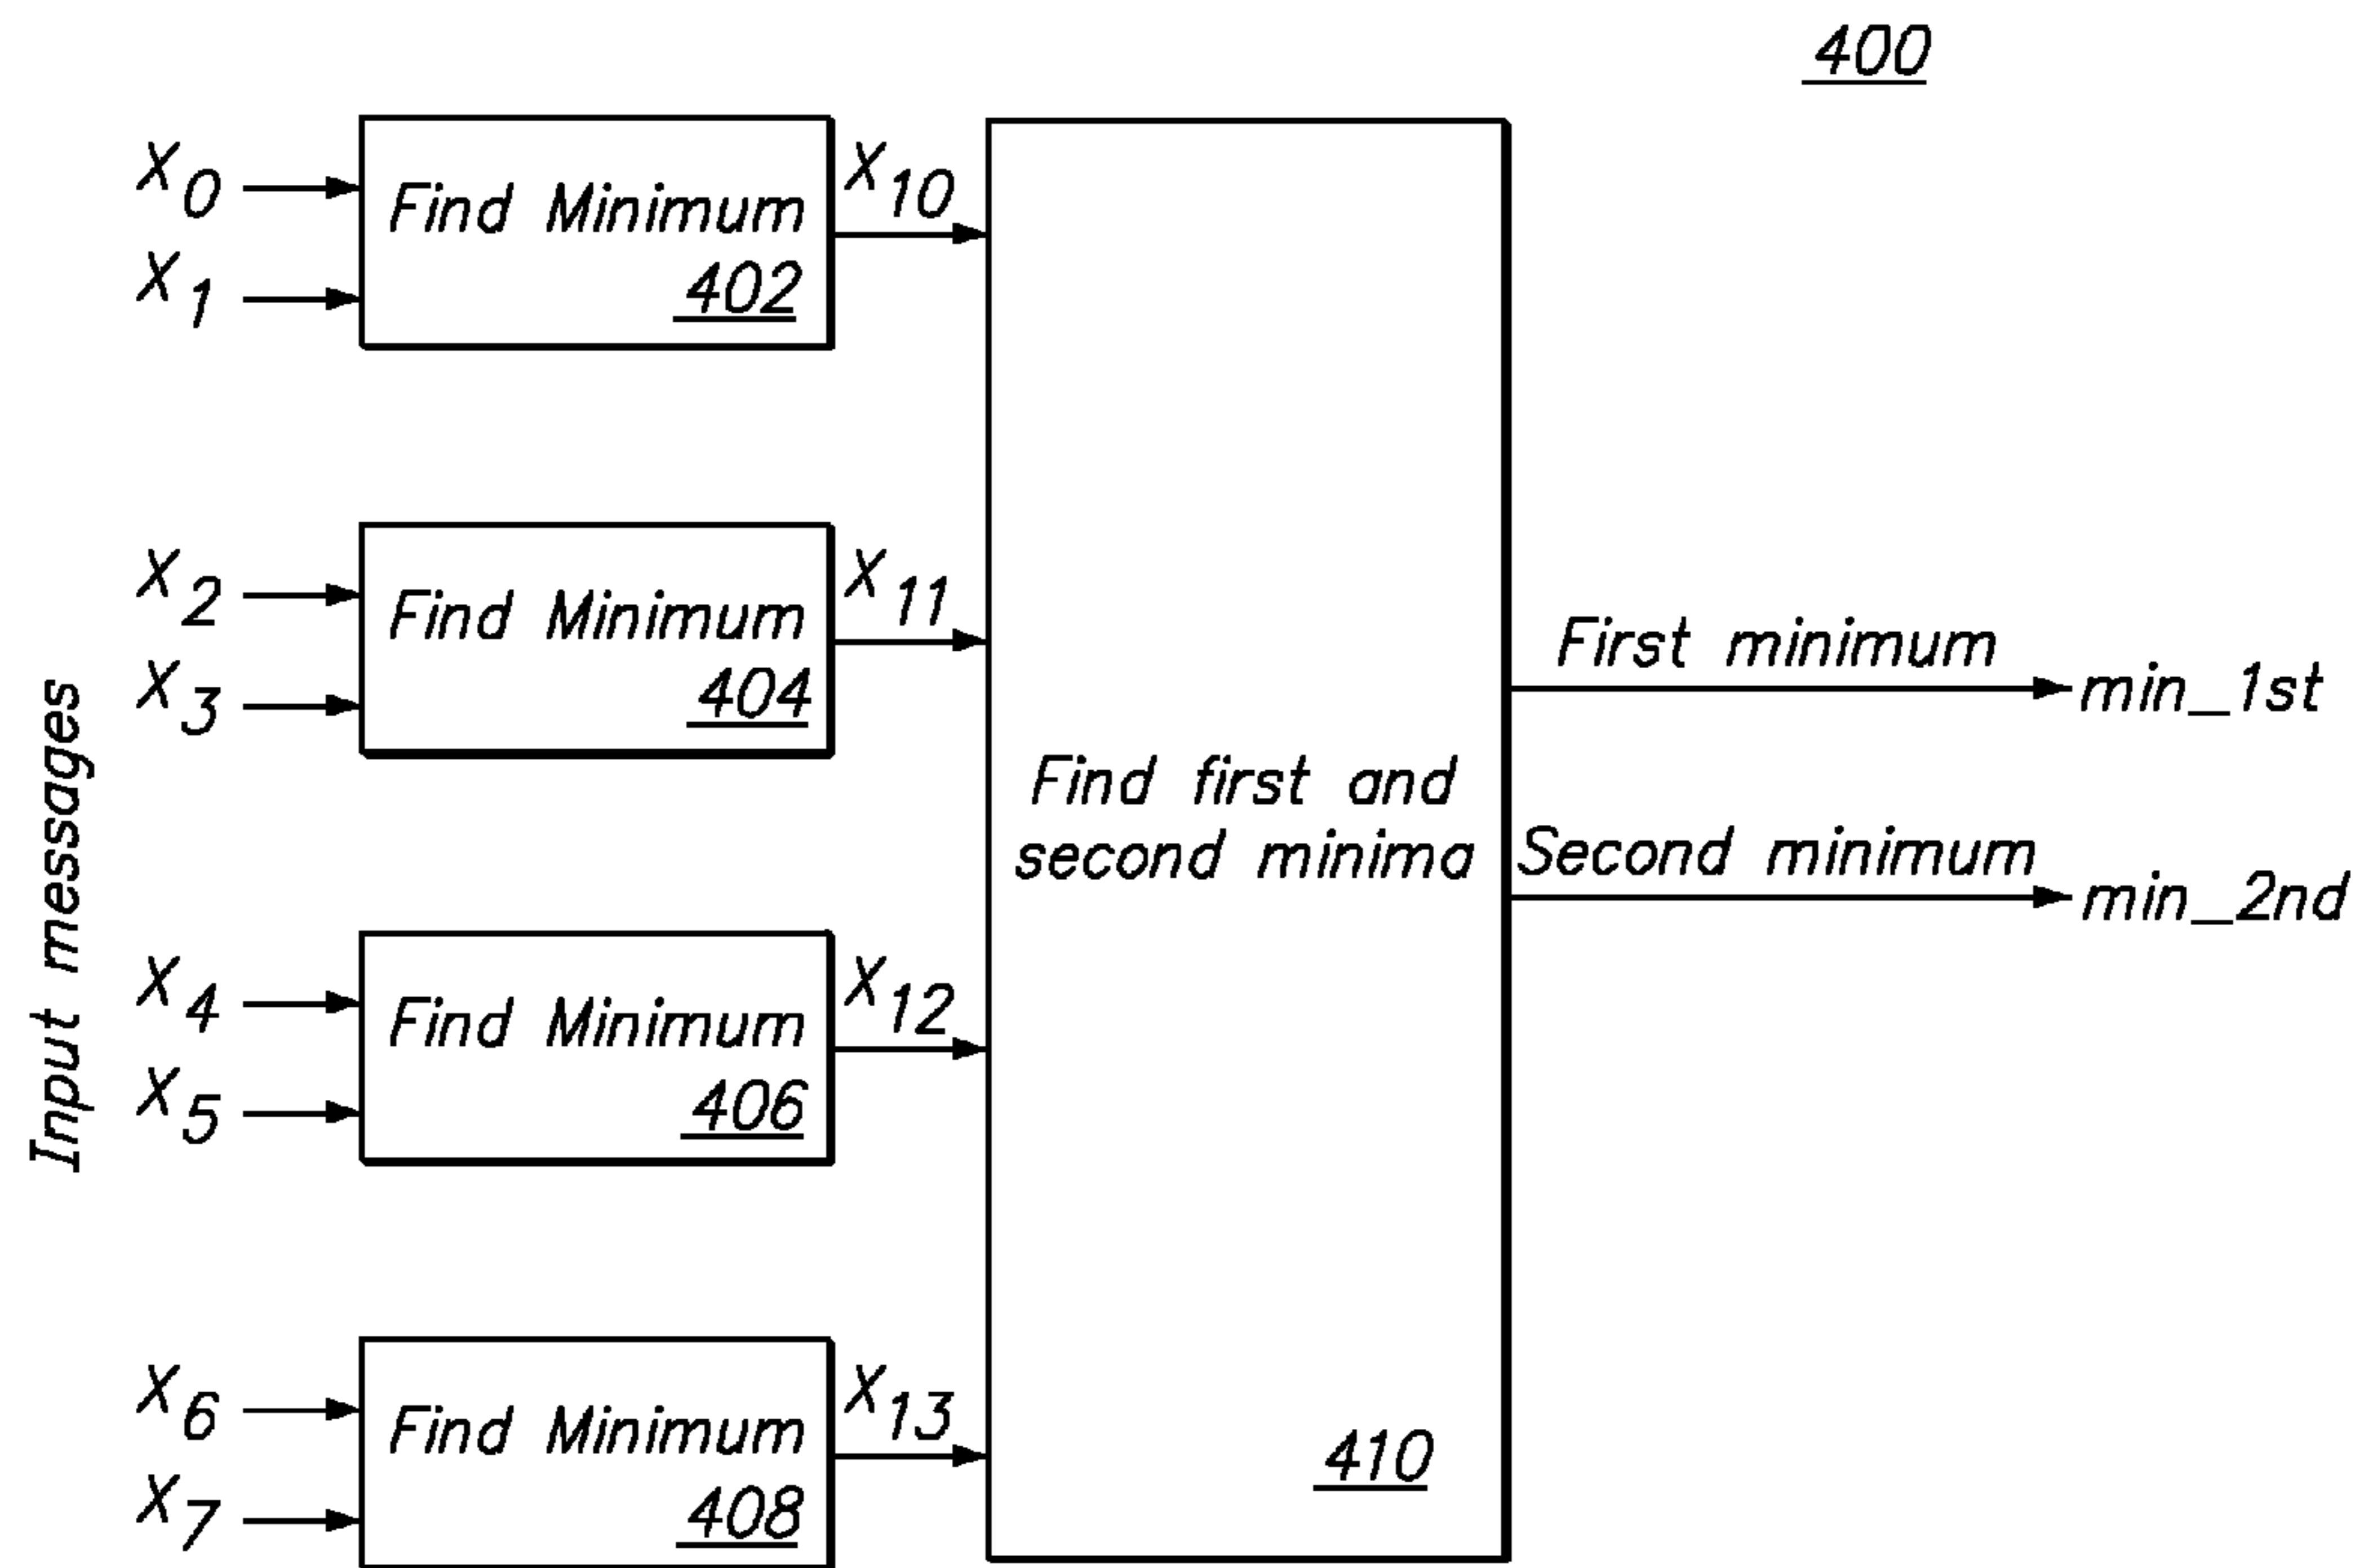 400
X0
X1
Find Minimum
402
X10
X2
X3
Find Minimum
404
X11
Input messages
X4
X5
Find Minimum
406
X12
X6
X7
Find Minimum
408
X13
Find first and
second minima
410
First minimum
min_1st
Second minimum
min_2nd